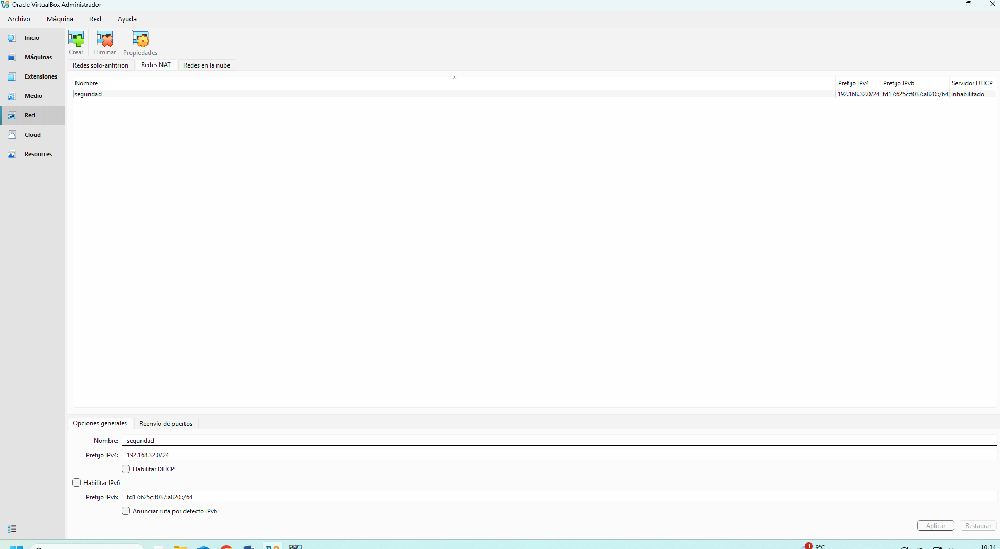 Oracle VirtualBox Administrador
Archivo Máquina Red Ayuda
Inicio
Máquinas
Extensiones
Medio
Red
Cloud
Resources
Crear Eliminar Propiedades
Redes solo-anfitrión Redes NAT Redes en la nube
Nombre Prefijo IPv4 Prefijo IPv6 Servidor DHCP
seguridad 192.168.32.0/24 fd17:625c:f037:a820::/64 Inhabilitado
Opciones generales Reenvío de puertos
Nombre: seguridad
Prefijo IPv4: 192.168.32.0/24
Habilitar DHCP
Habilitar IPv6
Prefijo IPv6: fd17:625c:f037:a820::/64
Anunciar ruta por defecto IPv6
Aplicar Restaurar
1 9°C 10:34